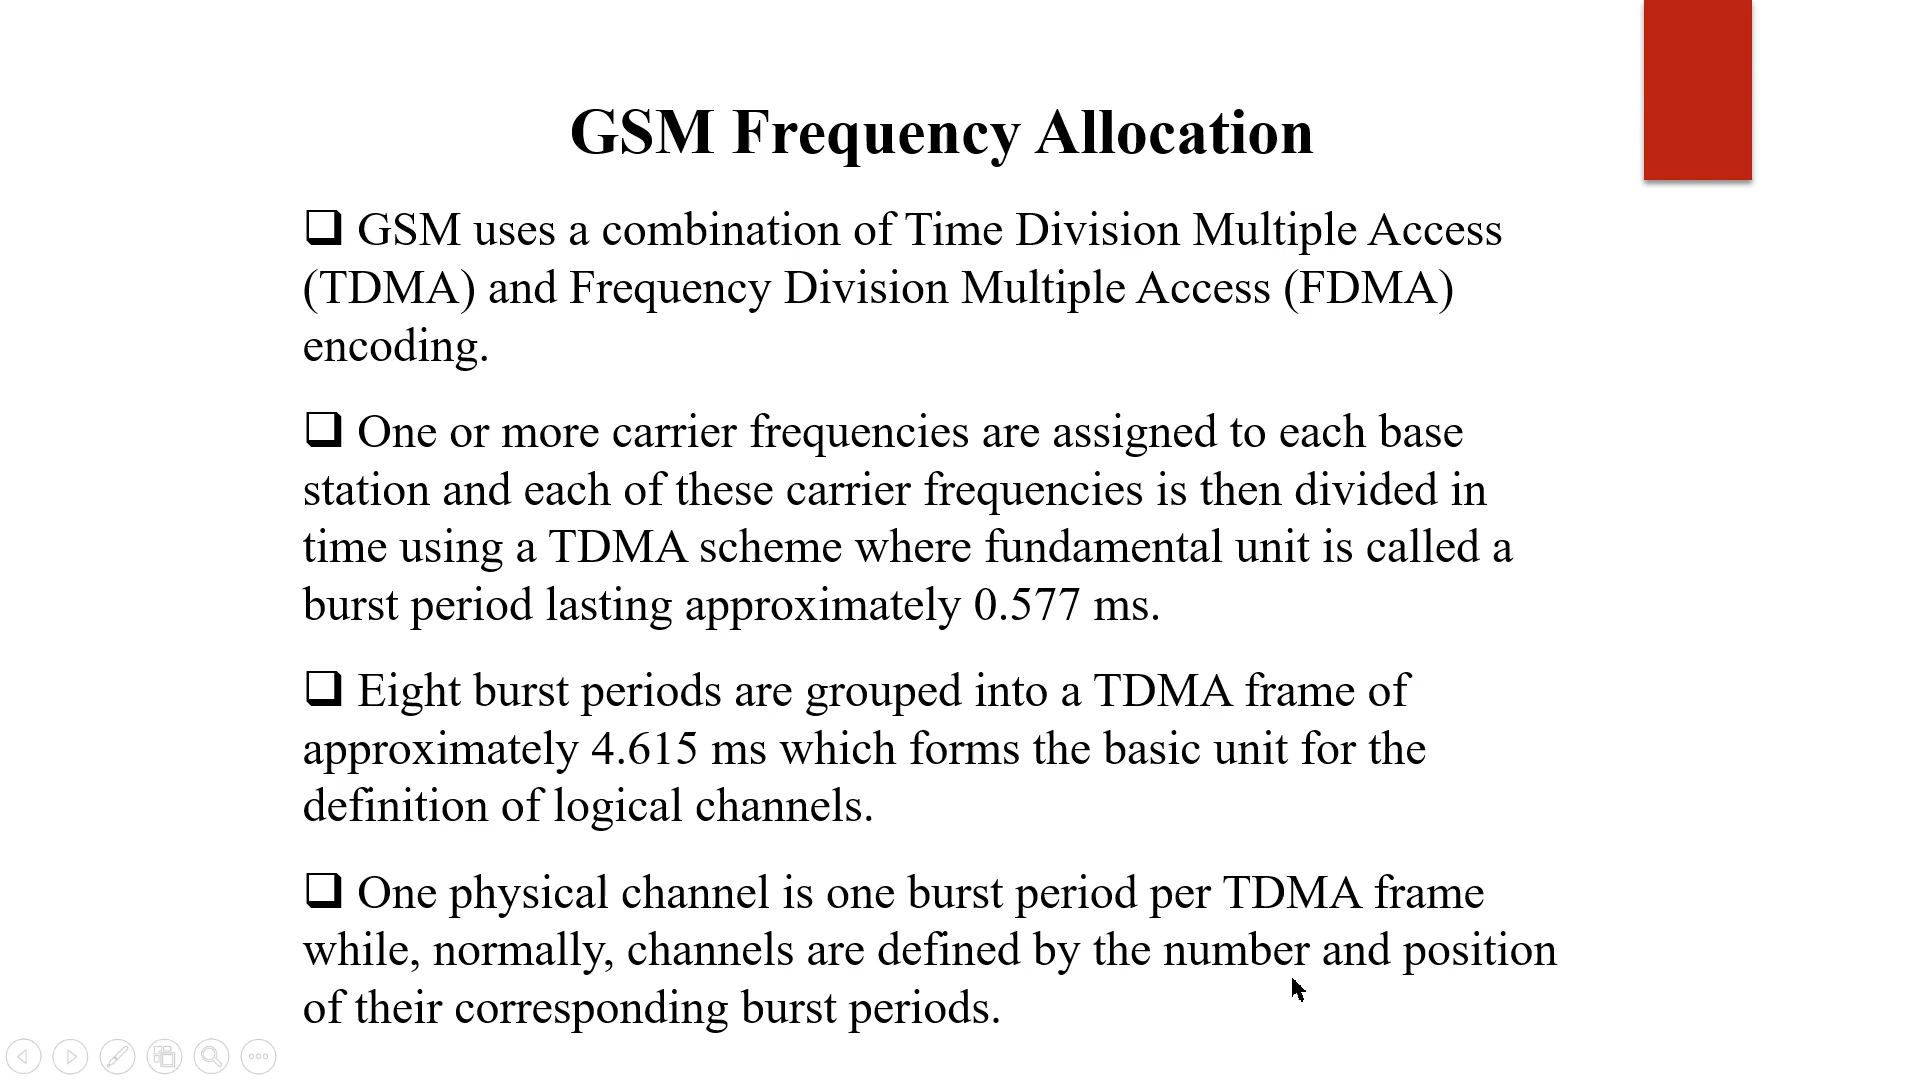 GSM Frequency Allocation
❑ GSM uses a combination of Time Division Multiple Access
(TDMA) and Frequency Division Multiple Access (FDMA)
encoding.
❑ One or more carrier frequencies are assigned to each base
station and each of these carrier frequencies is then divided in
time using a TDMA scheme where fundamental unit is called a
burst period lasting approximately 0.577 ms.
❑ Eight burst periods are grouped into a TDMA frame of
approximately 4.615 ms which forms the basic unit for the
definition of logical channels.
❑ One physical channel is one burst period per TDMA frame
while, normally, channels are defined by the number and position
of their corresponding burst periods.